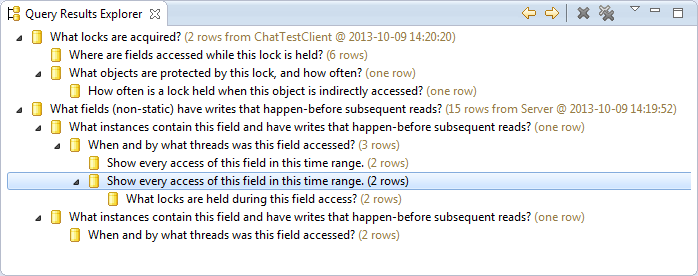 Query Results Explorer
What locks are acquired? (2 rows from ChatTestClient @ 2013-10-09 14:20:20)
Where are fields accessed while this lock is held? (6 rows)
What objects are protected by this lock, and how often? (one row)
How often is a lock held when this object is indirectly accessed? (one row)
What fields (non-static) have writes that happen-before subsequent reads? (15 rows from Server @ 2013-10-09 14:19:52)
What instances contain this field and have writes that happen-before subsequent reads? (one row)
When and by what threads was this field accessed? (3 rows)
Show every access of this field in this time range. (2 rows)
Show every access of this field in this time range. (2 rows)
What locks are held during this field access? (2 rows)
What instances contain this field and have writes that happen-before subsequent reads? (one row)
When and by what threads was this field accessed? (2 rows)